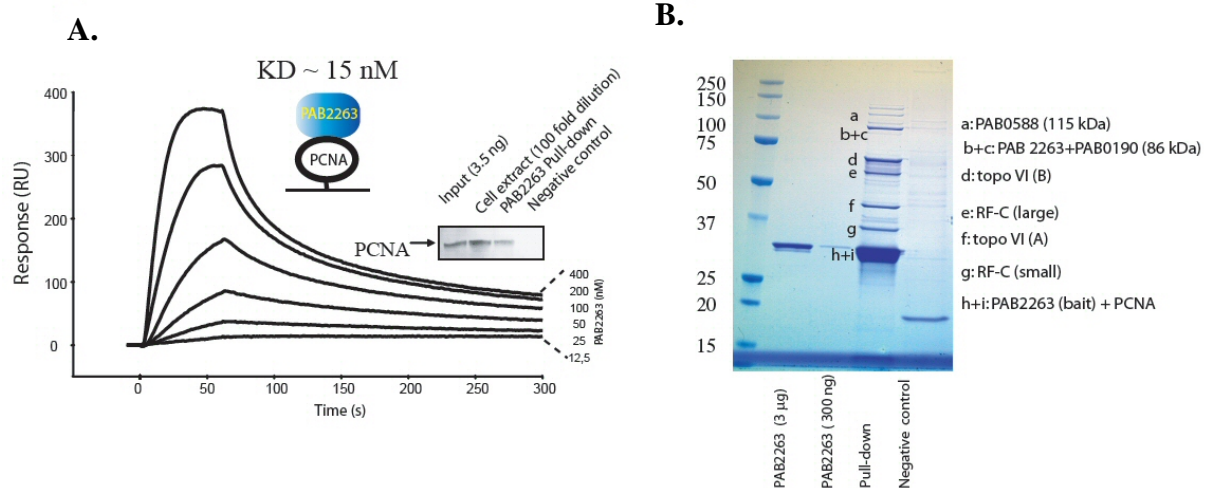 A.
KD ~ 15 nM
PAB2263
PCNA
Input (3.5 ng)
Cell extract (100 fold dilution)
PAB2263 Pull-down
Negative control
PCNA
Response (RU)
400
300
200
100
0
0
50
100
150
200
250
300
Time (s)
400
200
100
50
25
12,5
PAB2263 (nM)
B.
250
150
100
75
50
37
25
20
15
a
b+c
d
e
f
g
h+i
a: PAB0588 (115 kDa)
b+c: PAB 2263+PAB0190 (86 kDa)
d: topo VI (B)
e: RF-C (large)
f: topo VI (A)
g: RF-C (small)
h+i: PAB2263 (bait) + PCNA
PAB2263 (3 µg)
PAB2263 ( 300 ng)
Pull-down
Negative control